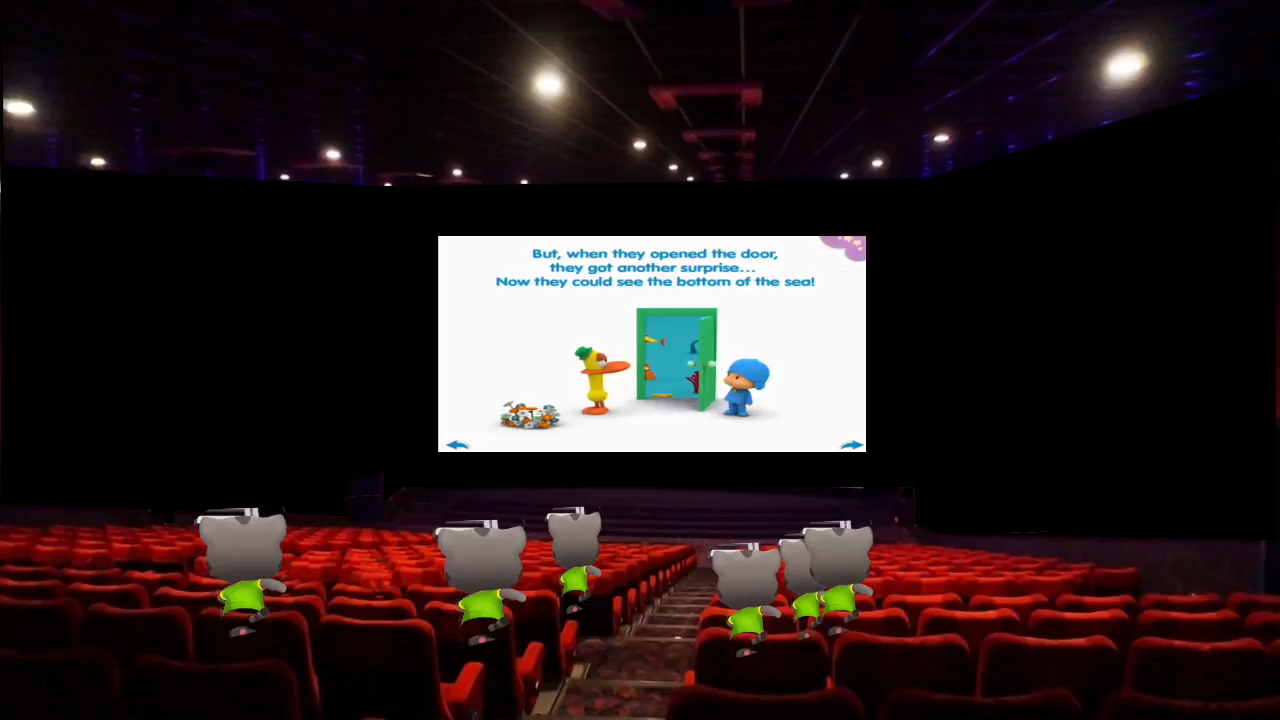 But, when they opened the door,
they got another surprise...
Now they could see the bottom of the sea!